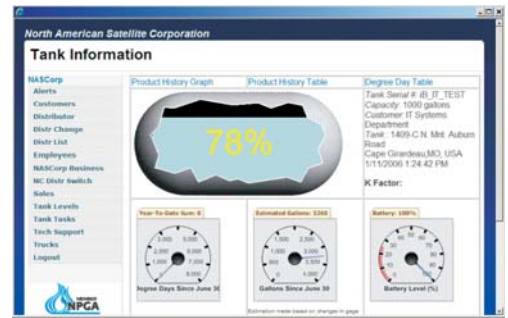 North American Satellite Corporation
Tank Information
NASCorp
Alerts
Customers
Distributor
Distr Change
Distr List
Employees
NASCorp Business
NC Distr Switch
Sales
Tank Levels
Tank Tasks
Tech Support
Trucks
Logout
MEMBER
NPGA
Product History Graph
Product History Table
Degree Day Table
78%
Tank Serial #: iB_IT_TEST
Capacity: 1000 gallons
Customer: IT Systems
Department
Tank : 1409-C N. Mnt. Auburn
Road
Cape Girardeau,MO, USA
1/11/2006 1:24:42 PM
K Factor:
Year-To-Date Sum: 0
Degree Days Since June 30
Estimated Gallons: 3260
Gallons Since June 30
Estimation made based on changes in gage
Battery: 100%
Battery Level (%)